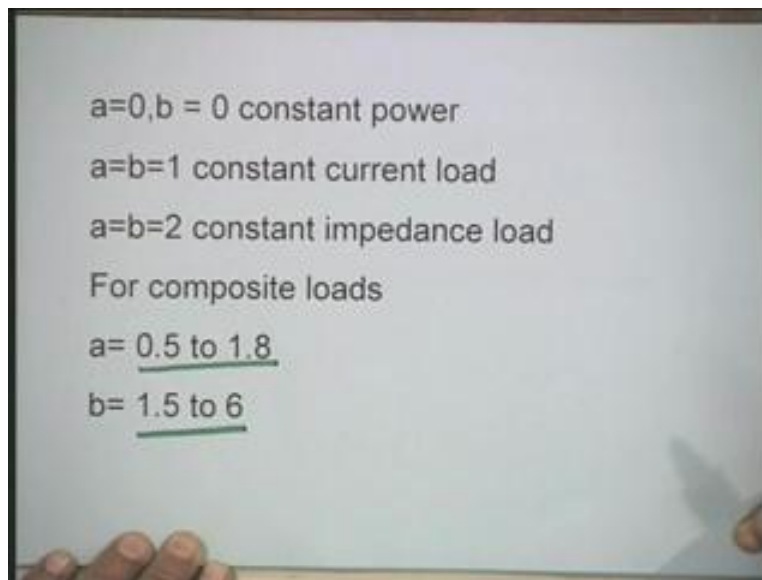 a=0,b = 0 constant power
a=b=1 constant current load
a=b=2 constant impedance load
For composite loads
a= 0.5 to 1.8
b= 1.5 to 6